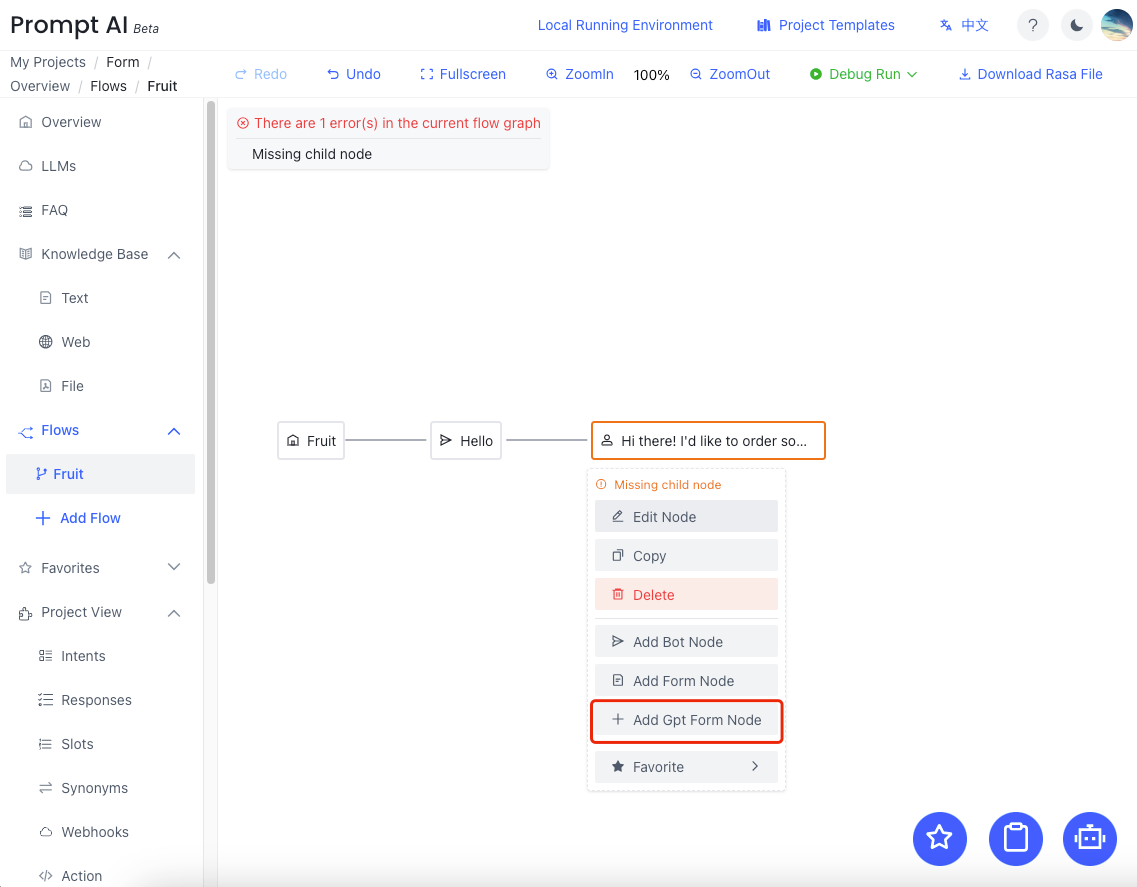 Prompt AI Beta
Local Running Environment
Project Templates
中文
?
My Projects / Form /
Overview / Flows / Fruit
Redo
Undo
Fullscreen
ZoomIn
100%
ZoomOut
Debug Run
Download Rasa File
Overview
LLMs
FAQ
Knowledge Base
Text
Web
File
Flows
Fruit
Add Flow
Favorites
Project View
Intents
Responses
Slots
Synonyms
Webhooks
Action
There are 1 error(s) in the current flow graph
Missing child node
Fruit
Hello
Hi there! I'd like to order so...
Missing child node
Edit Node
Copy
Delete
Add Bot Node
Add Form Node
Add Gpt Form Node
Favorite